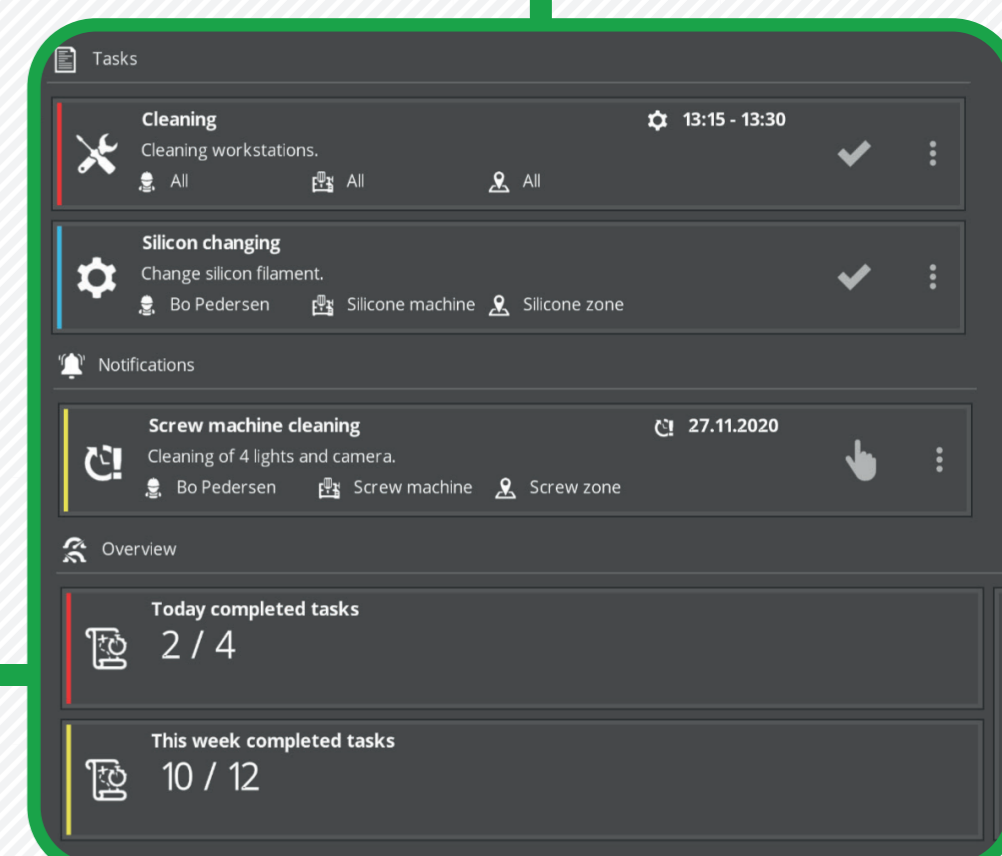 Tasks
Cleaning 13:15 - 13:30
Cleaning workstations.
All All All
Silicon changing
Change silicon filament.
Bo Pedersen Silicone machine Silicone zone
Notifications
Screw machine cleaning 27.11.2020
Cleaning of 4 lights and camera.
Bo Pedersen Screw machine Screw zone
Overview
Today completed tasks
2 / 4
This week completed tasks
10 / 12